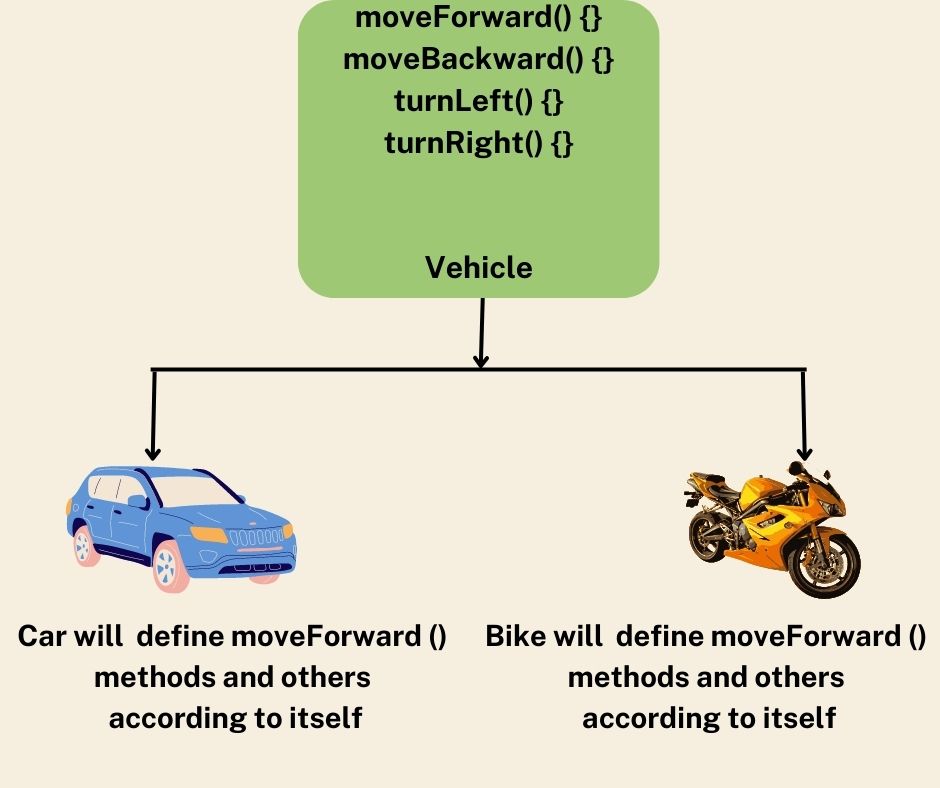 moveForward() {}
moveBackward() {}
turnLeft() {}
turnRight() {}
Vehicle
Car will  define moveForward ()
methods and others
according to itself
Bike will  define moveForward ()
methods and others
according to itself